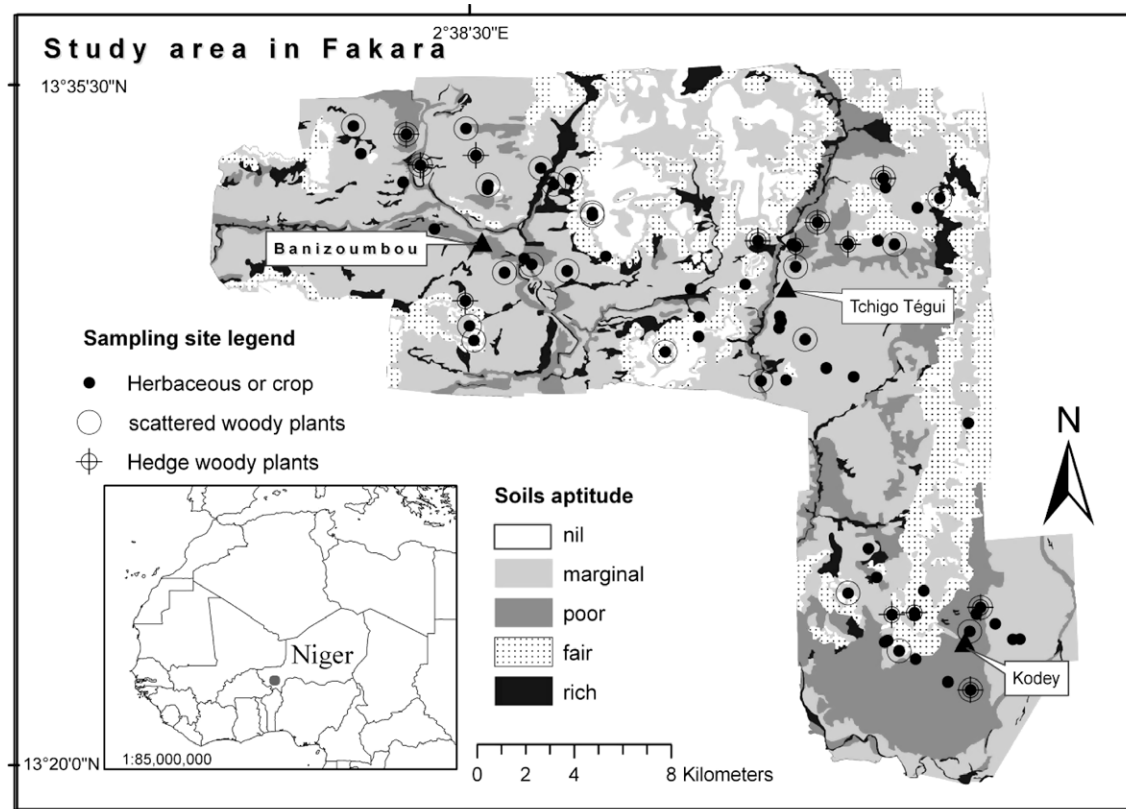 2°38'30"E
Study area in Fakara
13°35'30"N
Banizoumbou
Tchigo Tégui
Sampling site legend
Herbaceous or crop
scattered woody plants
Hedge woody plants
N
Soils aptitude
nil
marginal
poor
fair
rich
Niger
Kodey
1:85,000,000
13°20'0"N
0 2 4 8 Kilometers